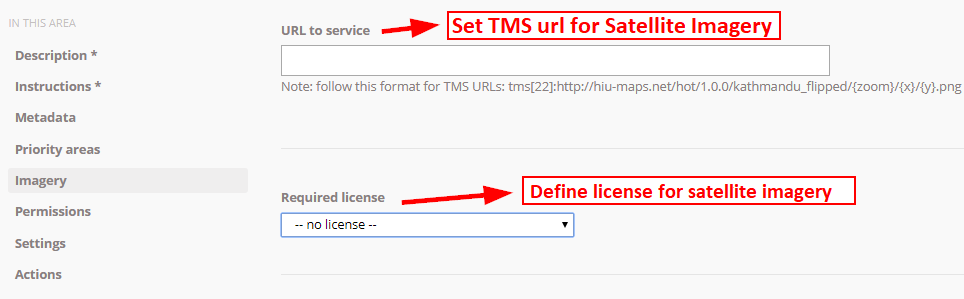 IN THIS AREA
Description *
Instructions *
Metadata
Priority areas
Imagery
Permissions
Settings
Actions
URL to service
Set TMS url for Satellite Imagery
Note: follow this format for TMS URLs: tms[22]:http://hiu-maps.net/hot/1.0.0/kathmandu_flipped/{zoom}/{x}/{y}.png
Required license
Define license for satellite imagery
-- no license --